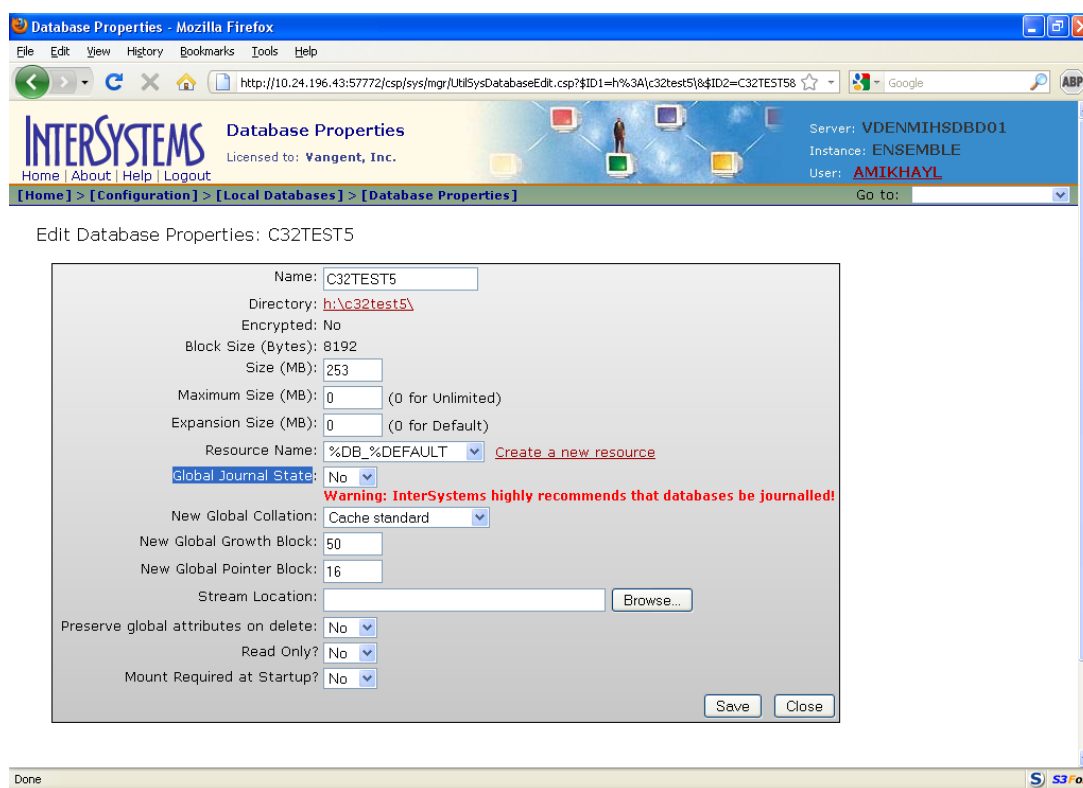 Database Properties - Mozilla Firefox
File Edit View History Bookmarks Tools Help
http://10.24.196.43:57772/csp/sys/mgr/UtilSysDatabaseEdit.csp?$ID1=h%3A\c32test5\&$ID2=C32TEST58 Google ABP
INTERSYSTEMS Database Properties Server: VDENMIHSDBD01
Licensed to: Vangent, Inc. Instance: ENSEMBLE
Home | About | Help | Logout User: AMIKHAYL
[Home] > [Configuration] > [Local Databases] > [Database Properties] Go to:
Edit Database Properties: C32TEST5
Name: C32TEST5
Directory: h:\c32test5\
Encrypted: No
Block Size (Bytes): 8192
Size (MB): 253
Maximum Size (MB): 0 (0 for Unlimited)
Expansion Size (MB): 0 (0 for Default)
Resource Name: %DB_%DEFAULT Create a new resource
Global Journal State: No
Warning: InterSystems highly recommends that databases be journalled!
New Global Collation: Cache standard
New Global Growth Block: 50
New Global Pointer Block: 16
Stream Location: Browse...
Preserve global attributes on delete: No
Read Only? No
Mount Required at Startup? No
Save Close
Done S S3Fo